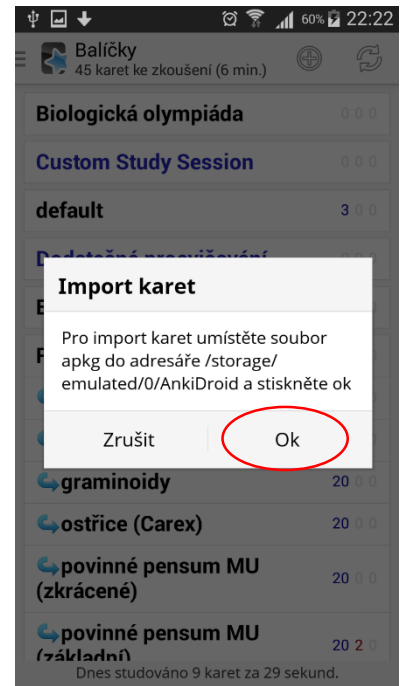 60% 22:22
Balíčky
45 karet ke zkoušení (6 min.)
Biologická olympiáda 0 0 0
Custom Study Session 0 0 0
default 3 0 0
Import karet
Pro import karet umístěte soubor
apkg do adresáře /storage/
emulated/0/AnkiDroid a stiskněte ok
Zrušit Ok
graminoidy 20 0 0
ostřice (Carex) 20 0 0
povinné pensum MU
(zkrácené) 20 0 0
povinné pensum MU
(základní) 20 2 0
Dnes studováno 9 karet za 29 sekund.